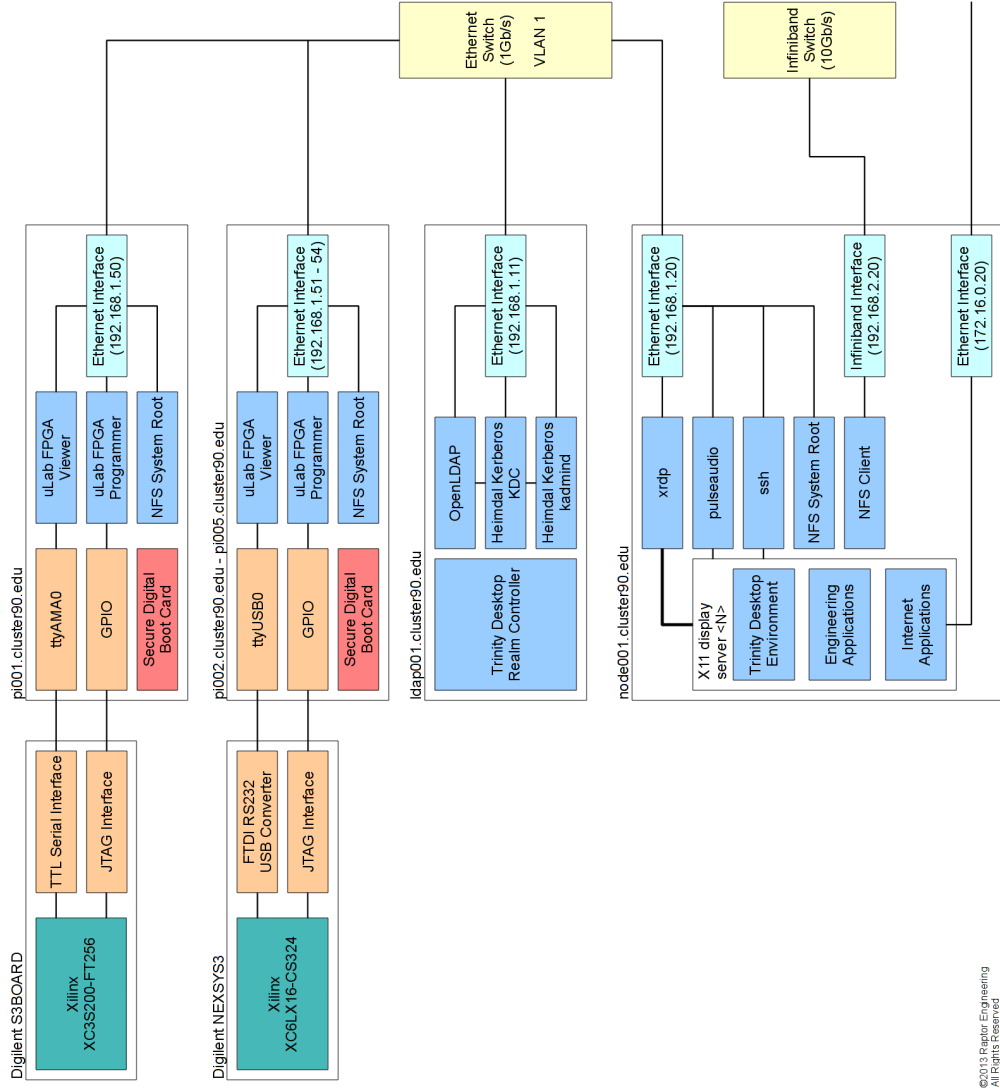 Digilent S3BOARD
Xilinx
XC3S200-FT256
TTL Serial Interface
JTAG Interface
pi001.cluster90.edu
ttyAMA0
GPIO
Secure Digital
Boot Card
uLab FPGA
Viewer
uLab FPGA
Programmer
NFS System Root
Ethernet Interface
(192.168.1.50)
Digilent NEXSYS3
Xilinx
XC6LX16-CS324
FTDI RS232
USB Converter
JTAG Interface
pi002.cluster90.edu - pi005.cluster90.edu
ttyUSB0
GPIO
Secure Digital
Boot Card
uLab FPGA
Viewer
uLab FPGA
Programmer
NFS System Root
Ethernet Interface
(192.168.1.51 - 54)
ldap001.cluster90.edu
Trinity Desktop
Realm Controller
OpenLDAP
Heimdal Kerberos
KDC
Heimdal Kerberos
kadmind
Ethernet Interface
(192.168.1.11)
Ethernet
Switch
(1Gb/s)
VLAN 1
node001.cluster90.edu
X11 display
server <N>
Trinity Desktop
Environment
Engineering
Applications
Internet
Applications
xrdp
pulseaudio
ssh
NFS System Root
NFS Client
Ethernet Interface
(192.168.1.20)
Infiniband Interface
(192.168.2.20)
Ethernet Interface
(172.16.0.20)
Infiniband
Switch
(10Gb/s)
©2013 Raptor Engineering
All Rights Reserved